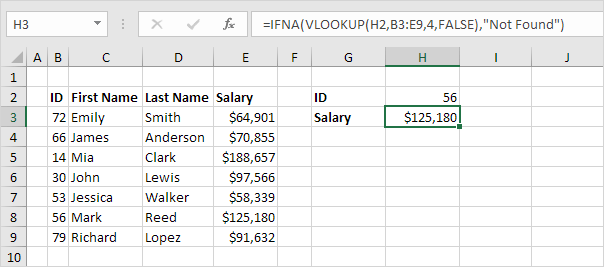 H3 fx =IFNA(VLOOKUP(H2,B3:E9,4,FALSE),"Not Found")
A B C D E F G H I J
1
2 ID First Name Last Name Salary ID 56
3 72 Emily Smith $64,901 Salary $125,180
4 66 James Anderson $70,855
5 14 Mia Clark $188,657
6 30 John Lewis $97,566
7 53 Jessica Walker $58,339
8 56 Mark Reed $125,180
9 79 Richard Lopez $91,632
10